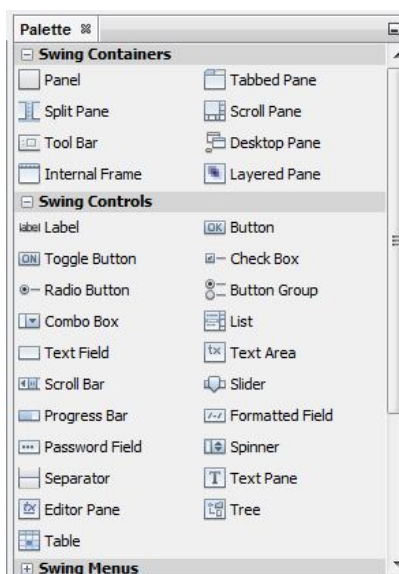 Palette
Swing Containers
Panel Tabbed Pane
Split Pane Scroll Pane
Tool Bar Desktop Pane
Internal Frame Layered Pane
Swing Controls
label Label OK Button
ON Toggle Button Check Box
Radio Button Button Group
Combo Box List
Text Field tx Text Area
Scroll Bar Slider
Progress Bar Formatted Field
Password Field Spinner
Separator T Text Pane
Editor Pane Tree
Table
Swing Menus